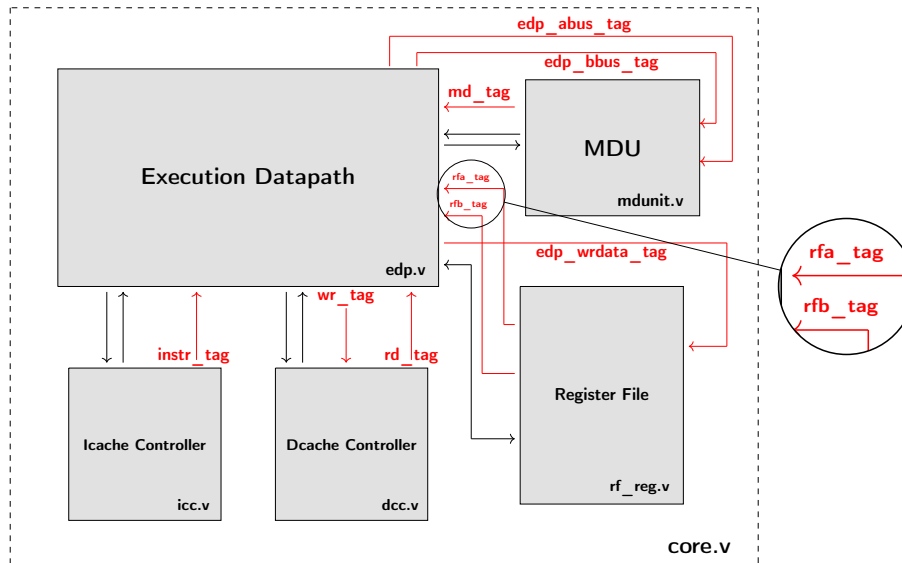 edp_abus_tag
edp_bbus_tag
md_tag
MDU
mdunit.v
Execution Datapath
rfa_tag
rfb_tag
edp.v
edp_wrdata_tag
rfa_tag
rfb_tag
wr_tag
instr_tag
rd_tag
Icache Controller
icc.v
Dcache Controller
dcc.v
Register File
rf_reg.v
core.v